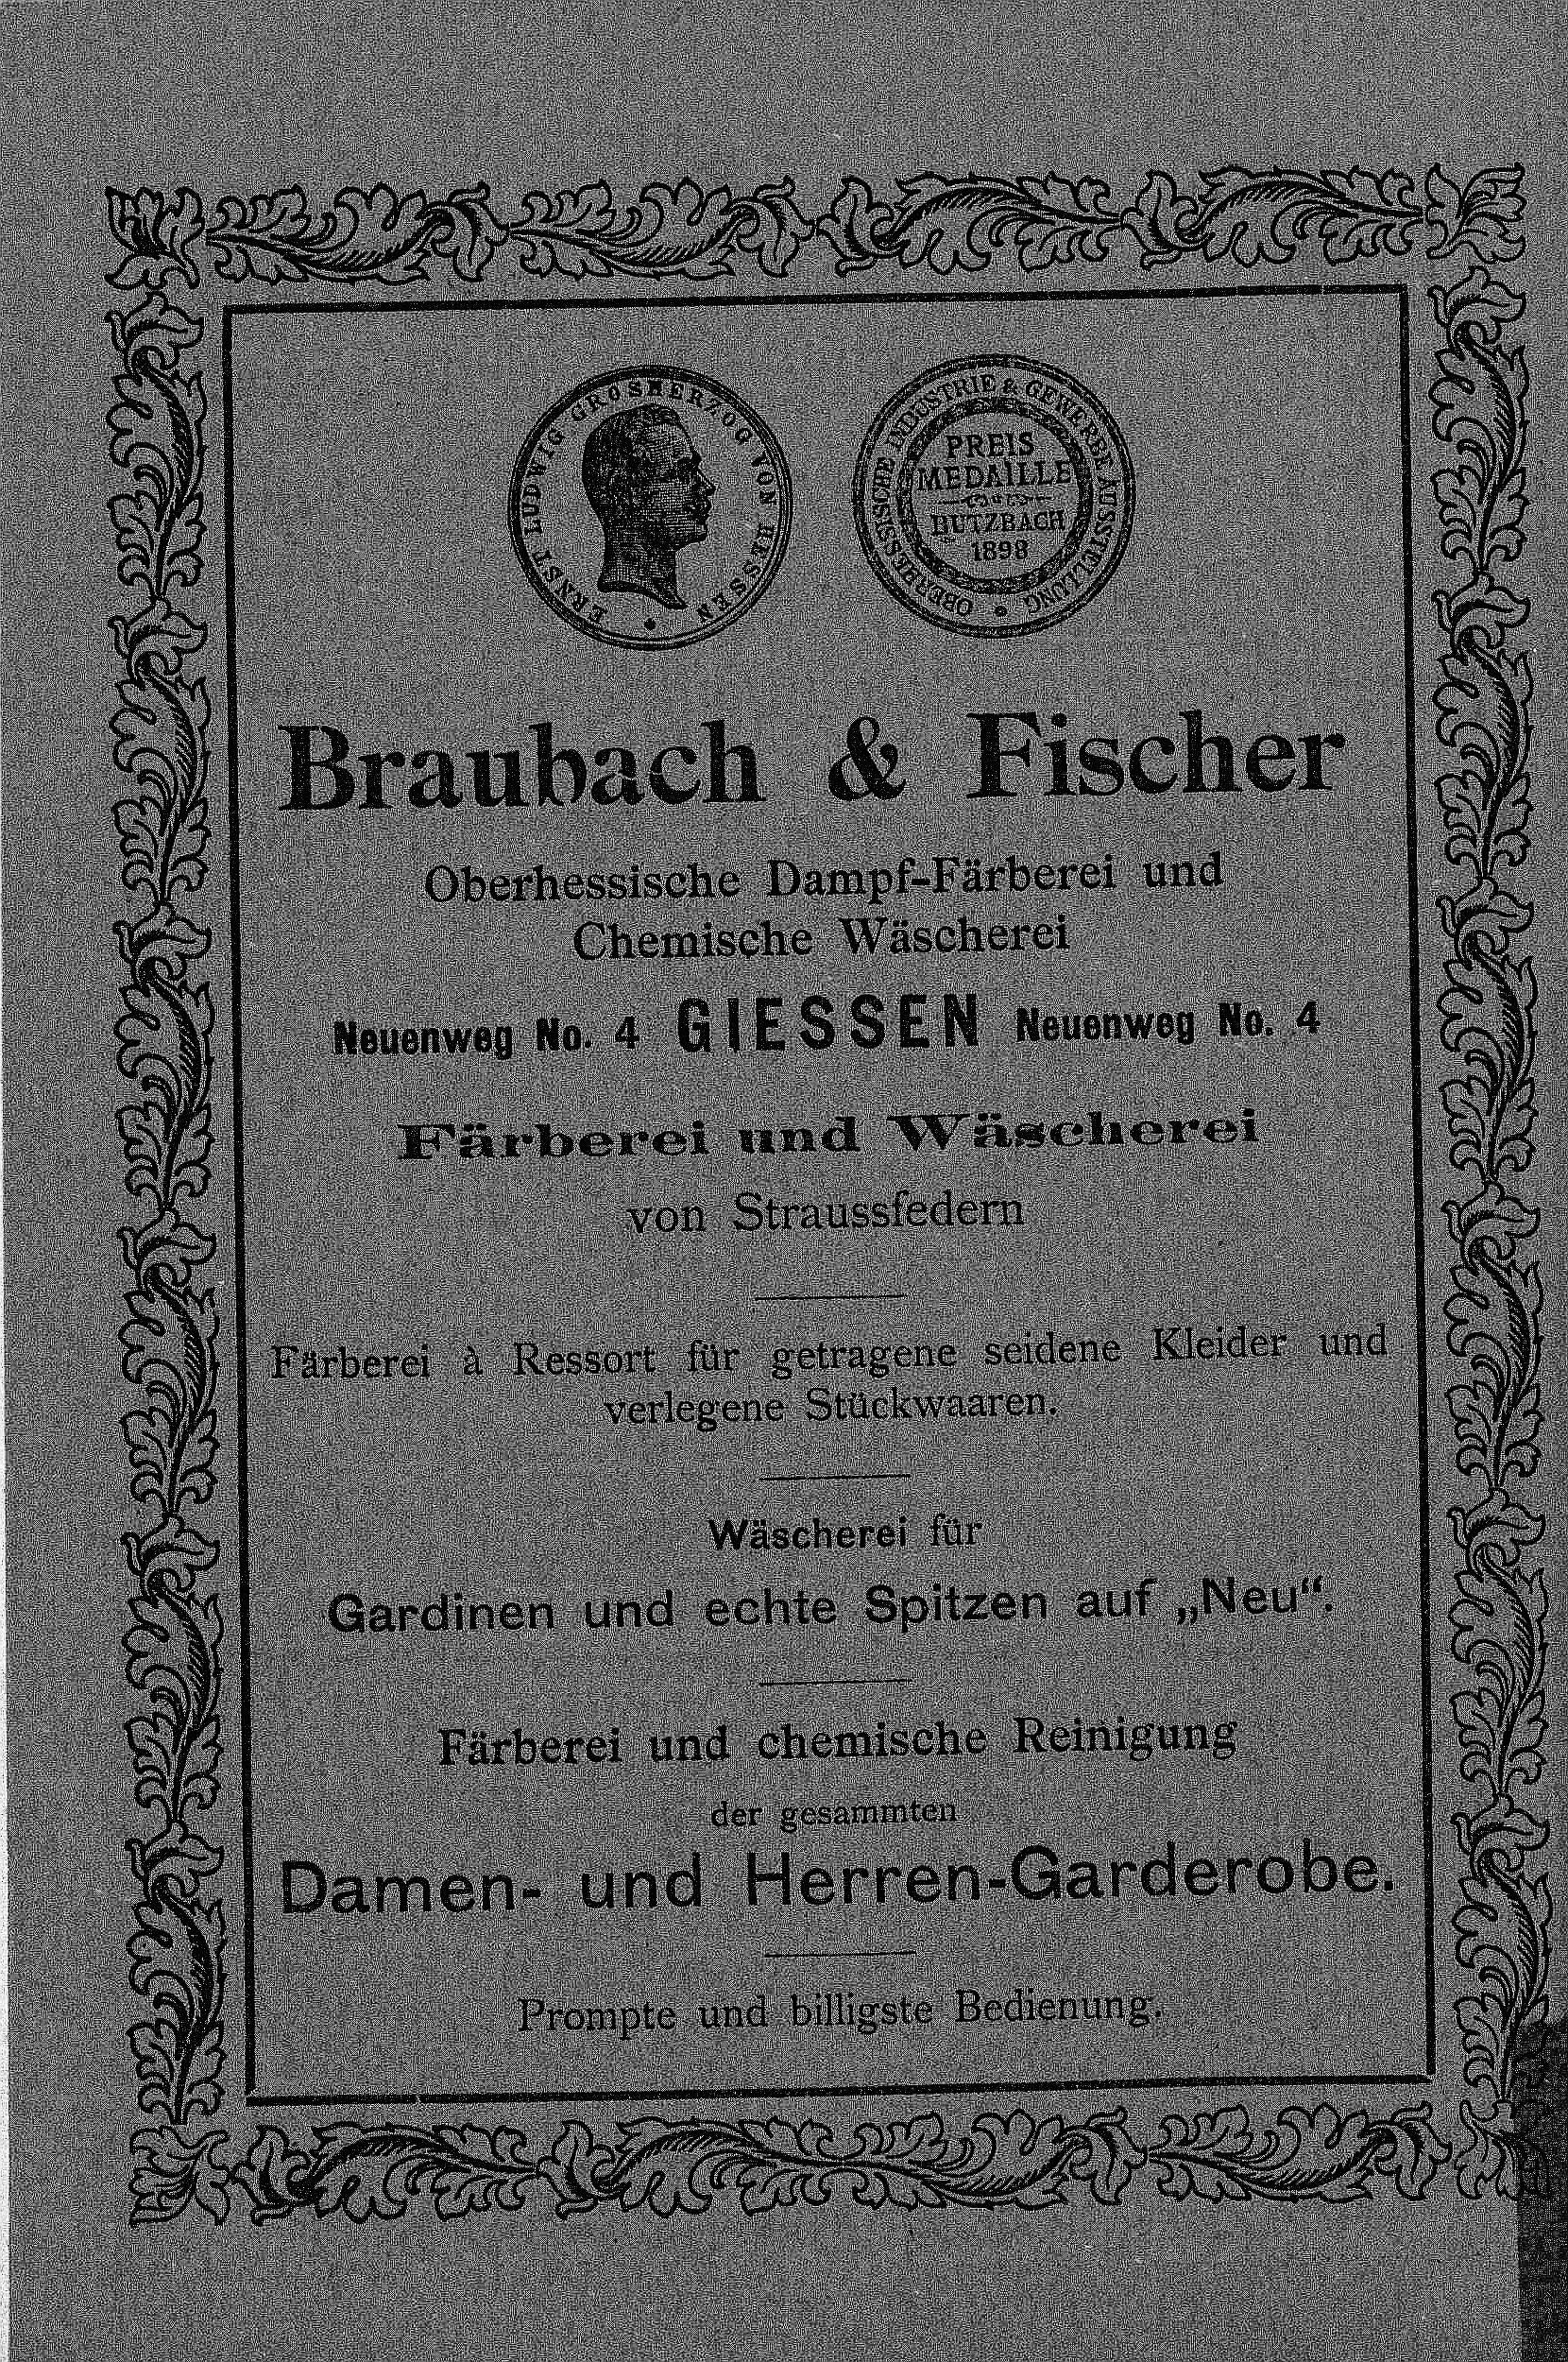 ERNST LUDWIG GROSHERZOG VON HESSEN
OBERHESSISCHE INDUSTRIE & GEWERBE AUSSTELLUNG
PREIS
MEDAILLE
BUTZBACH
1898
Braubach & Fischer
Oberhessische Dampf-Färberei und
Chemische Wäscherei
Neuenweg No. 4 GIESSEN Neuenweg No. 4
Färberei und Wäscherei
von Straussfedern
Färberei à Ressort für getragene seidene Kleider und
verlegene Stückwaaren.
Wäscherei für
Gardinen und echte Spitzen auf „Neu“.
Färberei und chemische Reinigung
der gesammten
Damen- und Herren-Garderobe.
Prompte und billigste Bedienung.